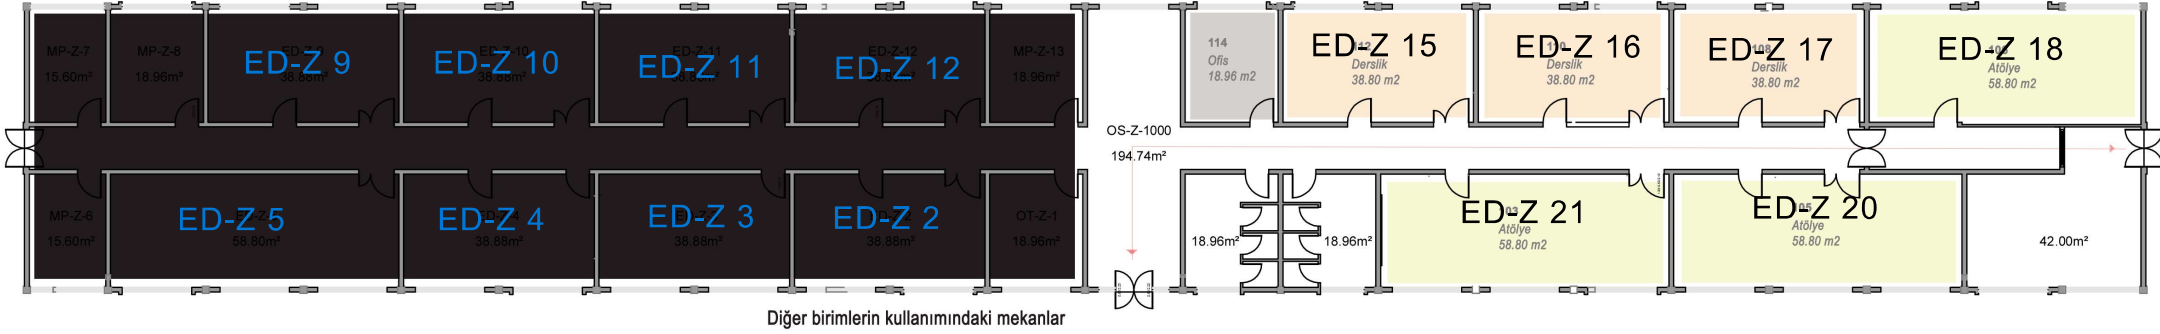 MP-Z-7
15.60m²
MP-Z-8
18.96m²
ED-Z 9
38.88m²
ED-Z 10
38.88m²
ED-Z 11
38.88m²
ED-Z 12
38.88m²
MP-Z-13
18.96m²
114
Ofis
18.96 m2
ED-Z 15
Derslik
38.80 m2
ED-Z 16
Derslik
38.80 m2
ED-Z 17
108
Derslik
38.80 m2
ED-Z 18
Atölye
58.80 m2
OS-Z-1000
194.74m²
MP-Z-6
15.60m²
ED-Z 5
58.80m²
ED-Z 4
38.88m²
ED-Z 3
38.88m²
ED-Z 2
38.88m²
OT-Z-1
18.96m²
18.96m²
18.96m²
ED-Z 21
Atölye
58.80 m2
ED-Z 20
Atölye
58.80 m2
42.00m²
Diğer birimlerin kullanımındaki mekanlar